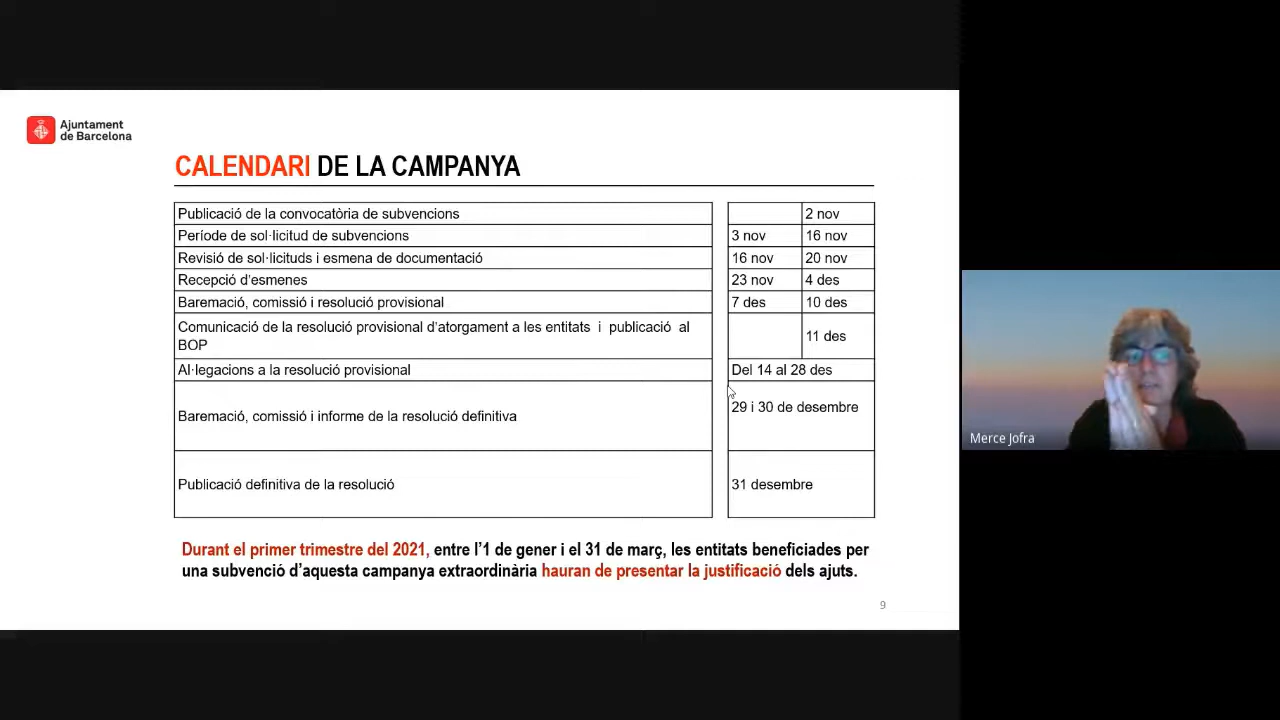 Ajuntament
de Barcelona
CALENDARI DE LA CAMPANYA
Publicació de la convocatòria de subvencions 2 nov
Període de sol·licitud de subvencions 3 nov 16 nov
Revisió de sol·licituds i esmena de documentació 16 nov 20 nov
Recepció d’esmenes 23 nov 4 des
Baremació, comissió i resolució provisional 7 des 10 des
Comunicació de la resolució provisional d’atorgament a les entitats i publicació al
BOP
11 des
Al·legacions a la resolució provisional Del 14 al 28 des
Baremació, comissió i informe de la resolució definitiva 29 i 30 de desembre
Publicació definitiva de la resolució 31 desembre
Durant el primer trimestre del 2021, entre l’1 de gener i el 31 de març, les entitats beneficiades per
una subvenció d’aquesta campanya extraordinària hauran de presentar la justificació dels ajuts.
9
Merce Jofra